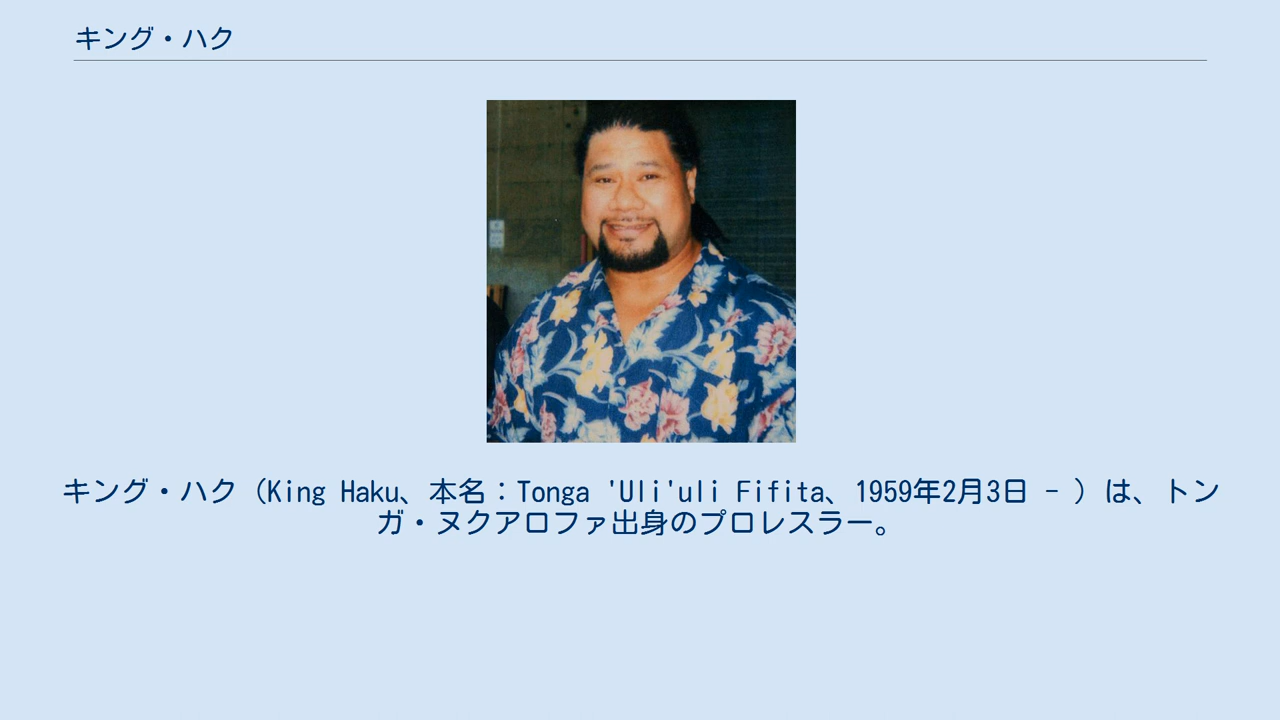 キング・ハク
キング・ハク（King Haku、本名：Tonga 'Uli'uli Fifita、1959年2月3日 - ）は、トン
ガ・ヌクアロファ出身のプロレスラー。